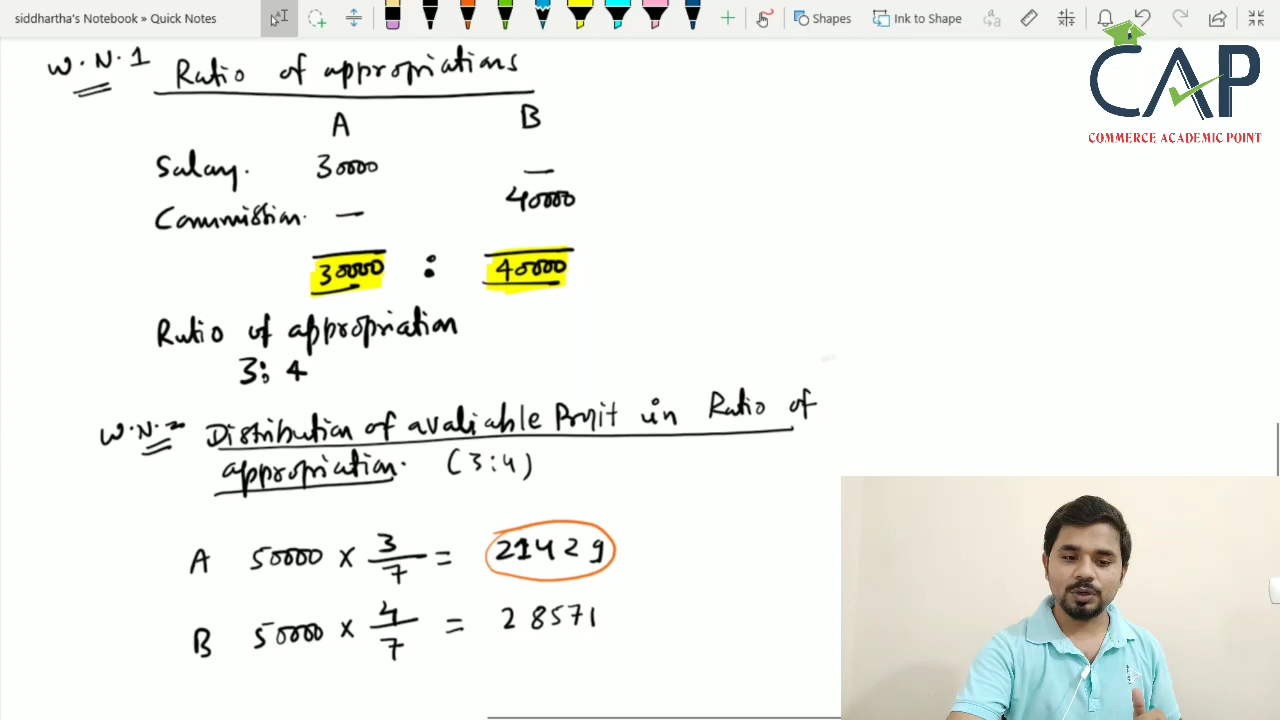 siddhartha's Notebook » Quick Notes
Shapes
Ink to Shape
CAP
COMMERCE ACADEMIC POINT
W.N.1 Ratio of appropriations
A B
Salary. 30000 —
Commission. — 40000
30000 : 40000
Ratio of appropriation
3:4
W.N.2 Distribution of avaliable Profit in Ratio of
appropriation. (3:4)
A 50000 × 3/7 = 21429
B 50000 × 4/7 = 28571